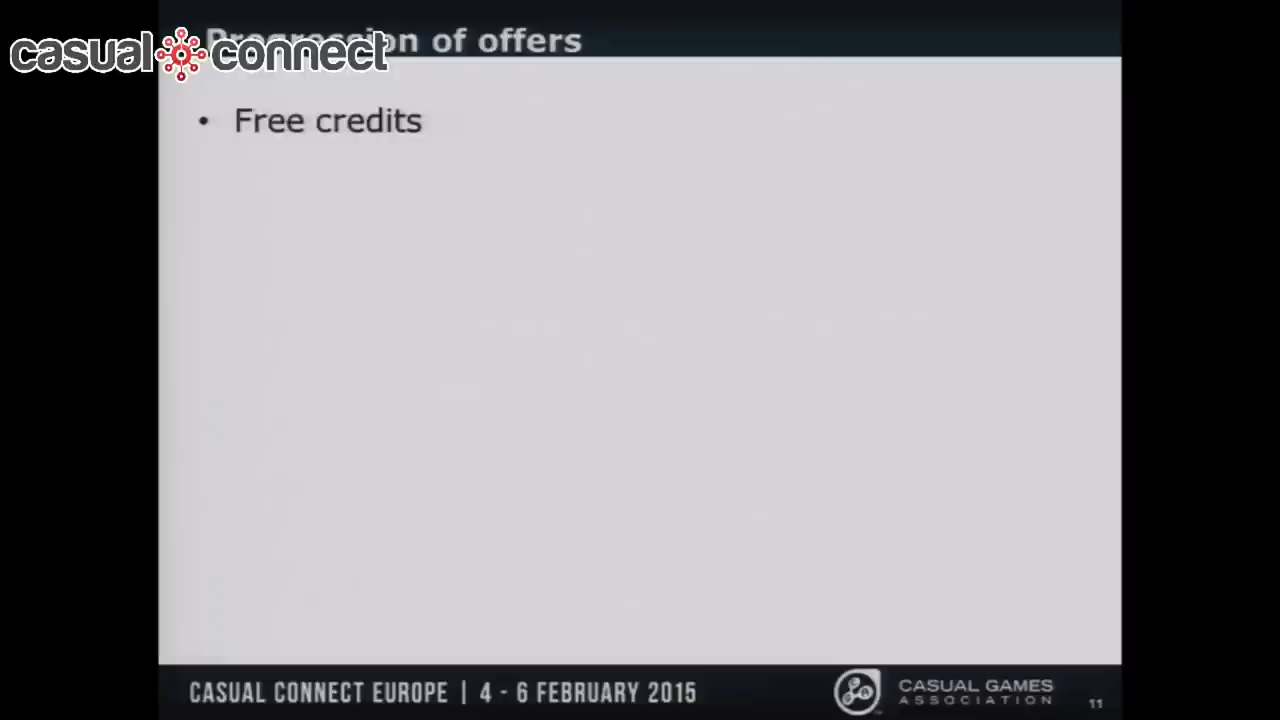 casual connect
Progression of offers
• Free credits
CASUAL CONNECT EUROPE | 4 - 6 FEBRUARY 2015
CASUAL GAMES
ASSOCIATION
11